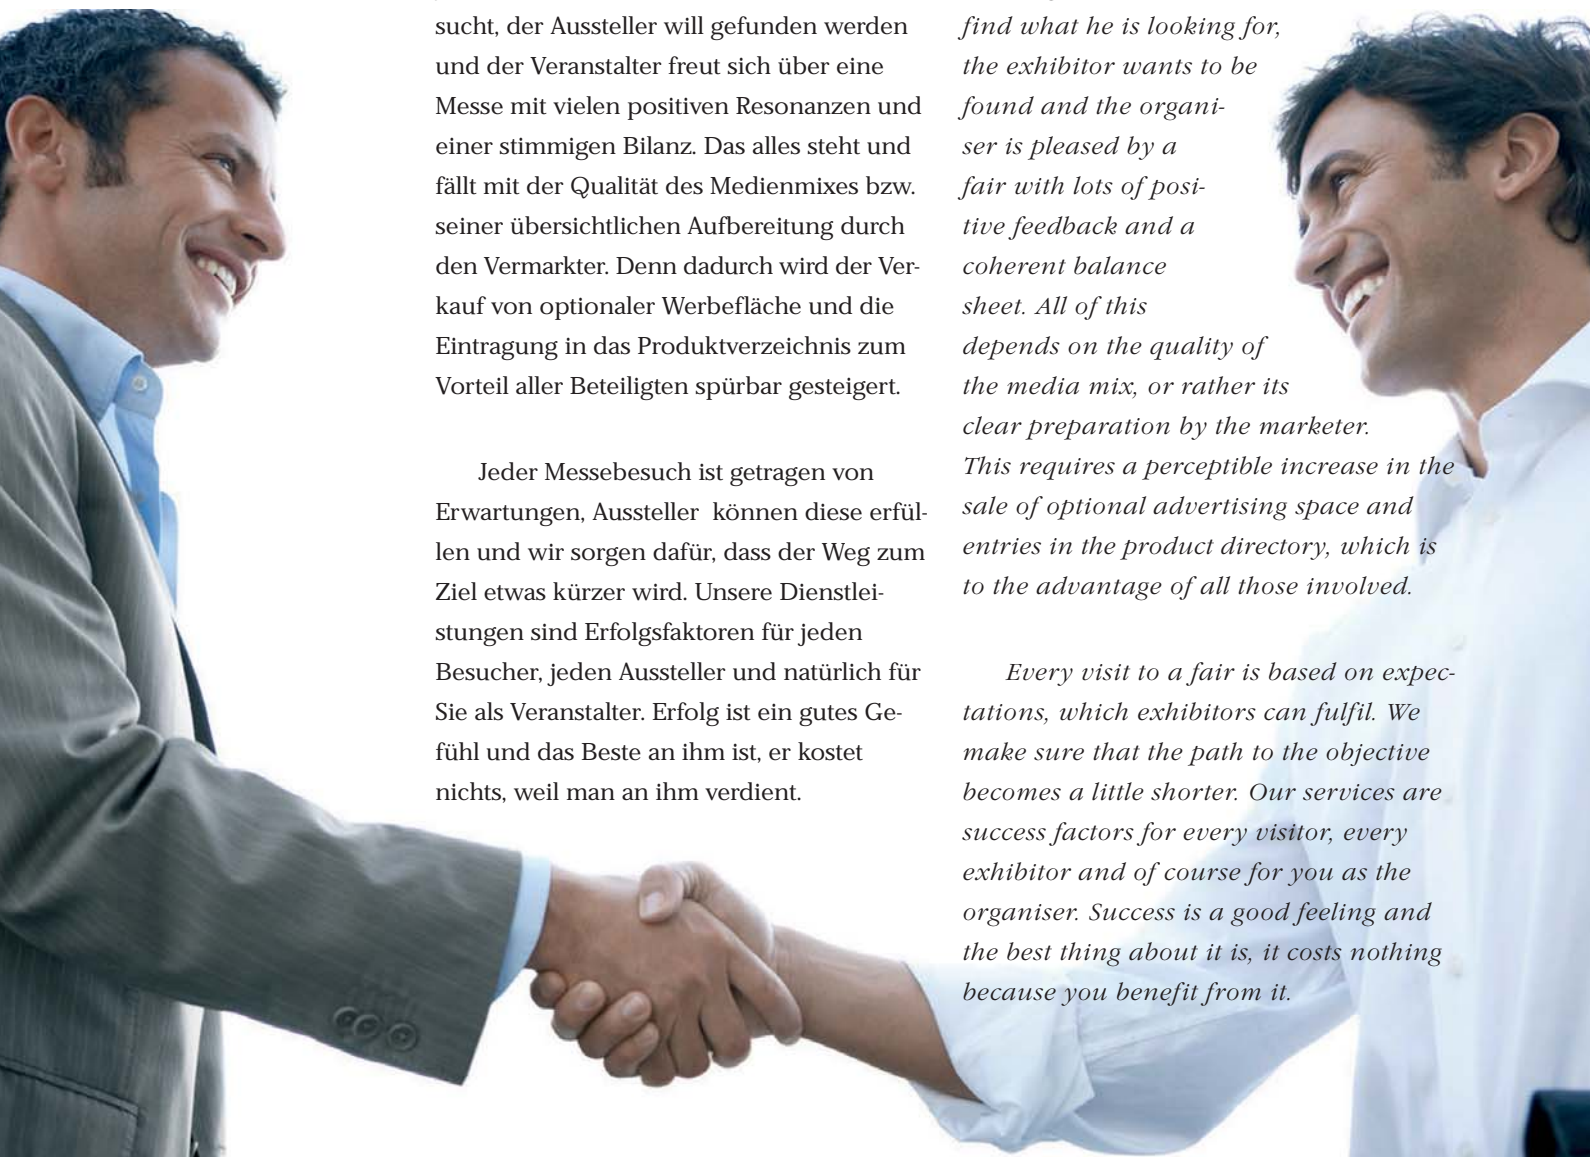 sucht, der Aussteller will gefunden werden
und der Veranstalter freut sich über eine
Messe mit vielen positiven Resonanzen und
einer stimmigen Bilanz. Das alles steht und
fällt mit der Qualität des Medienmixes bzw.
seiner übersichtlichen Aufbereitung durch
den Vermarkter. Denn dadurch wird der Ver-
kauf von optionaler Werbefläche und die
Eintragung in das Produktverzeichnis zum
Vorteil aller Beteiligten spürbar gesteigert.
Jeder Messebesuch ist getragen von
Erwartungen, Aussteller können diese erfül-
len und wir sorgen dafür, dass der Weg zum
Ziel etwas kürzer wird. Unsere Dienstlei-
stungen sind Erfolgsfaktoren für jeden
Besucher, jeden Aussteller und natürlich für
Sie als Veranstalter. Erfolg ist ein gutes Ge-
fühl und das Beste an ihm ist, er kostet
nichts, weil man an ihm verdient.
find what he is looking for,
the exhibitor wants to be
found and the organi-
ser is pleased by a
fair with lots of posi-
tive feedback and a
coherent balance
sheet. All of this
depends on the quality of
the media mix, or rather its
clear preparation by the marketer.
This requires a perceptible increase in the
sale of optional advertising space and
entries in the product directory, which is
to the advantage of all those involved.
Every visit to a fair is based on expec-
tations, which exhibitors can fulfil. We
make sure that the path to the objective
becomes a little shorter. Our services are
success factors for every visitor, every
exhibitor and of course for you as the
organiser. Success is a good feeling and
the best thing about it is, it costs nothing
because you benefit from it.